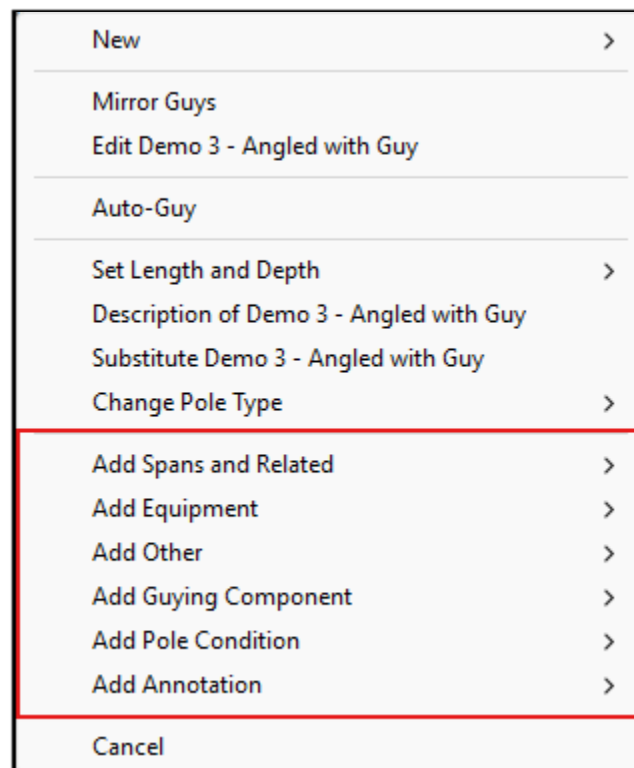 New
Mirror Guys
Edit Demo 3 - Angled with Guy
Auto-Guy
Set Length and Depth
Description of Demo 3 - Angled with Guy
Substitute Demo 3 - Angled with Guy
Change Pole Type
Add Spans and Related
Add Equipment
Add Other
Add Guying Component
Add Pole Condition
Add Annotation
Cancel